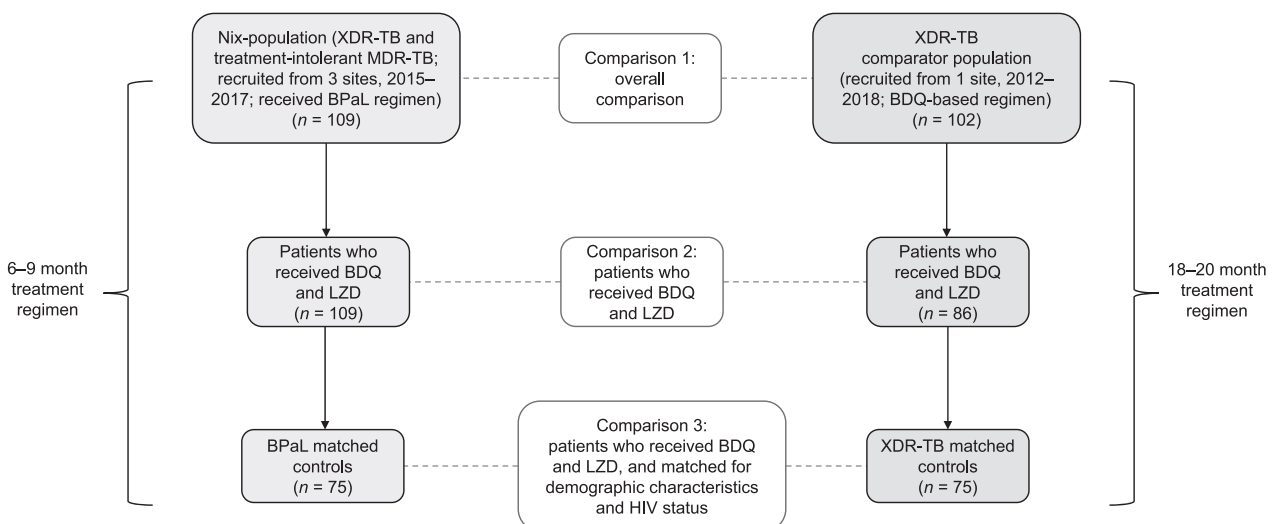 Nix-population (XDR-TB and
treatment-intolerant MDR-TB;
recruited from 3 sites, 2015–
2017; received BPaL regimen)
(n = 109)
Comparison 1:
overall
comparison
XDR-TB
comparator population
(recruited from 1 site, 2012–
2018; BDQ-based regimen)
(n = 102)
6–9 month
treatment
regimen
Patients who
received BDQ
and LZD
(n = 109)
Comparison 2:
patients who
received BDQ
and LZD
Patients who
received BDQ
and LZD
(n = 86)
18–20 month
treatment
regimen
BPaL matched
controls
(n = 75)
Comparison 3:
patients who received BDQ
and LZD, and matched for
demographic characteristics
and HIV status
XDR-TB matched
controls
(n = 75)